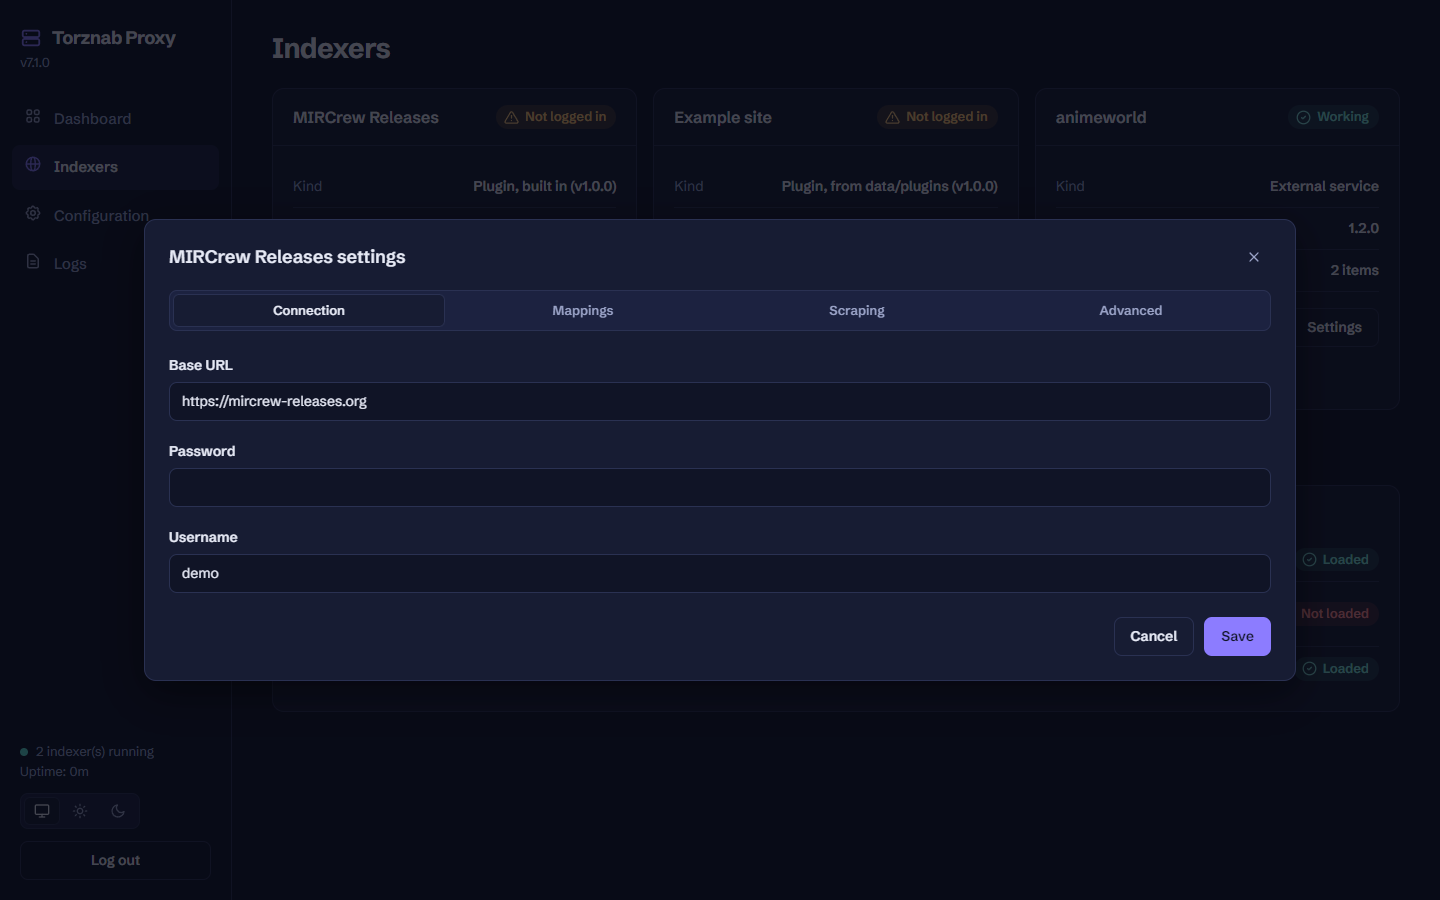 Torznab Proxy
v7.1.0
Dashboard
Indexers
Configuration
Logs
2 indexer(s) running
Uptime: 0m
Log out
Indexers
MIRCrew Releases
Not logged in
Kind
Plugin, built in (v1.0.0)
Example site
Not logged in
Kind
Plugin, from data/plugins (v1.0.0)
animeworld
Working
Kind
External service
1.2.0
2 items
Settings
Loaded
Not loaded
Loaded
MIRCrew Releases settings
Connection
Mappings
Scraping
Advanced
Base URL
https://mircrew-releases.org
Password
Username
demo
Cancel
Save